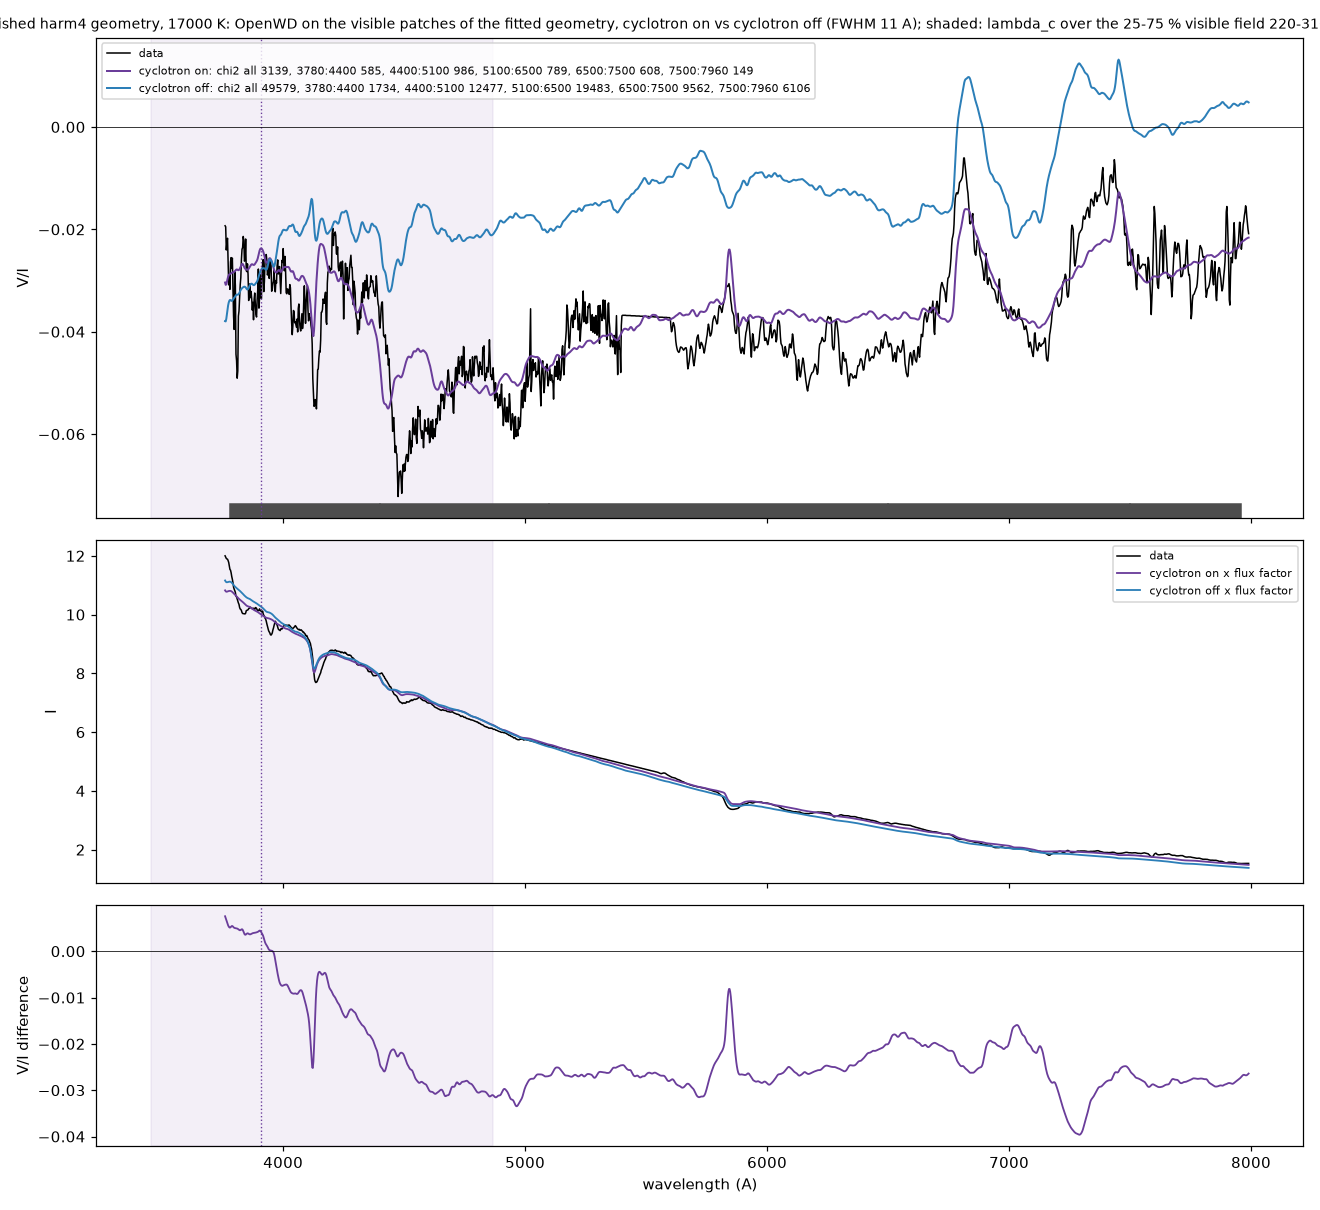 ished harm4 geometry, 17000 K: OpenWD on the visible patches of the fitted geometry, cyclotron on vs cyclotron off (FWHM 11 A); shaded: lambda_c over the 25-75 % visible field 220-31
data
cyclotron on: chi2 all 3139, 3780:4400 585, 4400:5100 986, 5100:6500 789, 6500:7500 608, 7500:7960 149
cyclotron off: chi2 all 49579, 3780:4400 1734, 4400:5100 12477, 5100:6500 19483, 6500:7500 9562, 7500:7960 6106
0.00
−0.02
−0.04
−0.06
V/I
data
cyclotron on x flux factor
cyclotron off x flux factor
12
10
8
6
4
2
I
0.00
−0.01
−0.02
−0.03
−0.04
V/I difference
4000
5000
6000
7000
8000
wavelength (A)